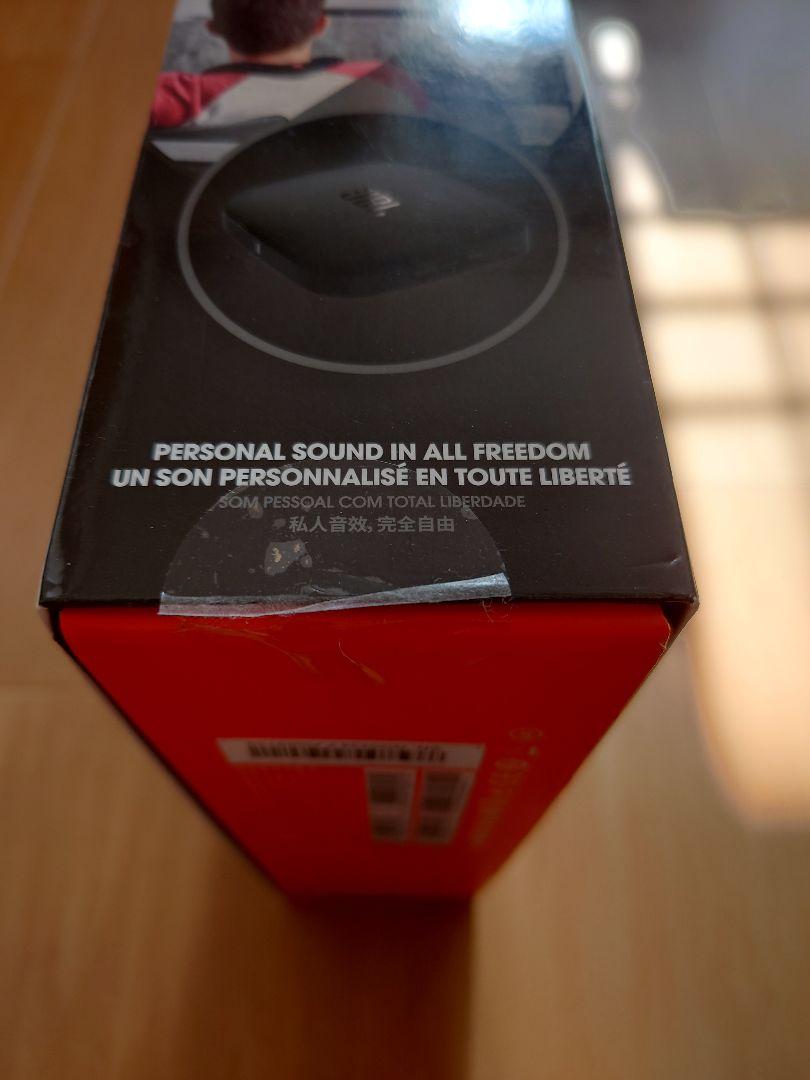 JBL
PERSONAL SOUND IN ALL FREEDOM
UN SON PERSONNALISÉ EN TOUTE LIBERTÉ
SOM PESSOAL COM TOTAL LIBERDADE
私人音效, 完全自由